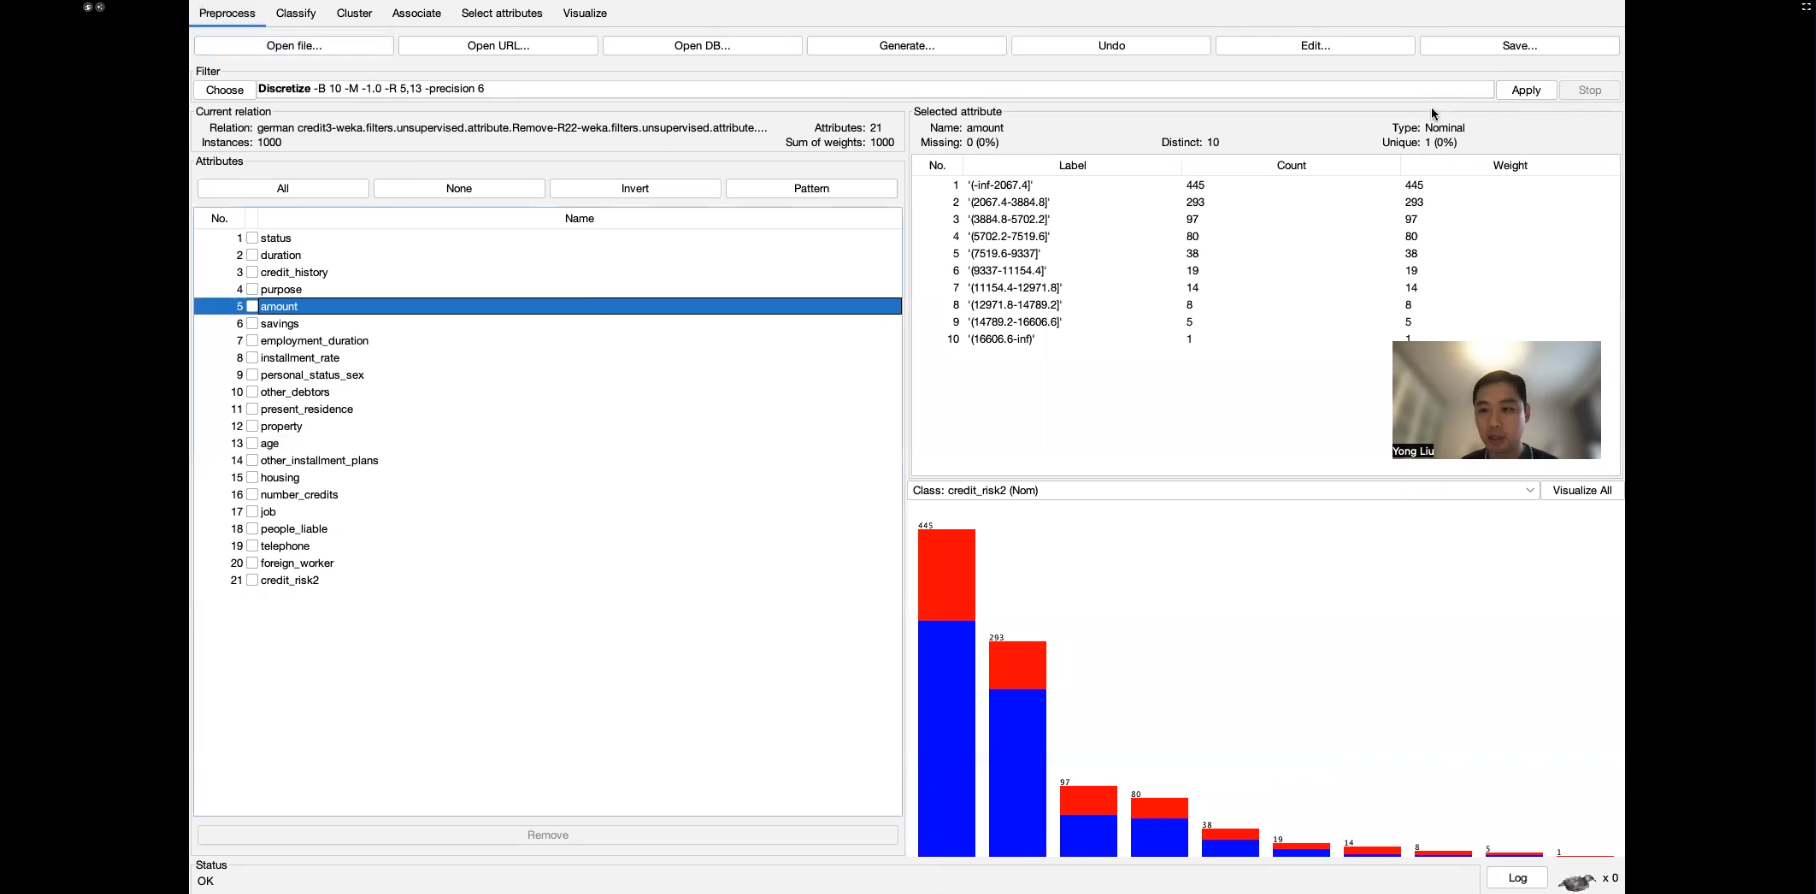 Preprocess Classify Cluster Associate Select attributes Visualize
Open file... Open URL... Open DB... Generate... Undo Edit... Save...
Filter
Choose Discretize -B 10 -M -1.0 -R 5,13 -precision 6 Apply Stop
Current relation
Relation: german credit3-weka.filters.unsupervised.attribute.Remove-R22-weka.filters.unsupervised.attribute.... Attributes: 21
Instances: 1000 Sum of weights: 1000
Attributes
All None Invert Pattern
No. Name
1 status
2 duration
3 credit_history
4 purpose
5 amount
6 savings
7 employment_duration
8 installment_rate
9 personal_status_sex
10 other_debtors
11 present_residence
12 property
13 age
14 other_installment_plans
15 housing
16 number_credits
17 job
18 people_liable
19 telephone
20 foreign_worker
21 credit_risk2
Remove
Status
OK
Selected attribute
Name: amount Type: Nominal
Missing: 0 (0%) Distinct: 10 Unique: 1 (0%)
No. Label Count Weight
1 '(-inf-2067.4]' 445 445
2 '(2067.4-3884.8]' 293 293
3 '(3884.8-5702.2]' 97 97
4 '(5702.2-7519.6]' 80 80
5 '(7519.6-9337]' 38 38
6 '(9337-11154.4]' 19 19
7 '(11154.4-12971.8]' 14 14
8 '(12971.8-14789.2]' 8 8
9 '(14789.2-16606.6]' 5 5
10 '(16606.6-inf)' 1 1
Yong Liu
Class: credit_risk2 (Nom) Visualize All
445
293
97
80
38
19
14
8
5
1
Log x 0